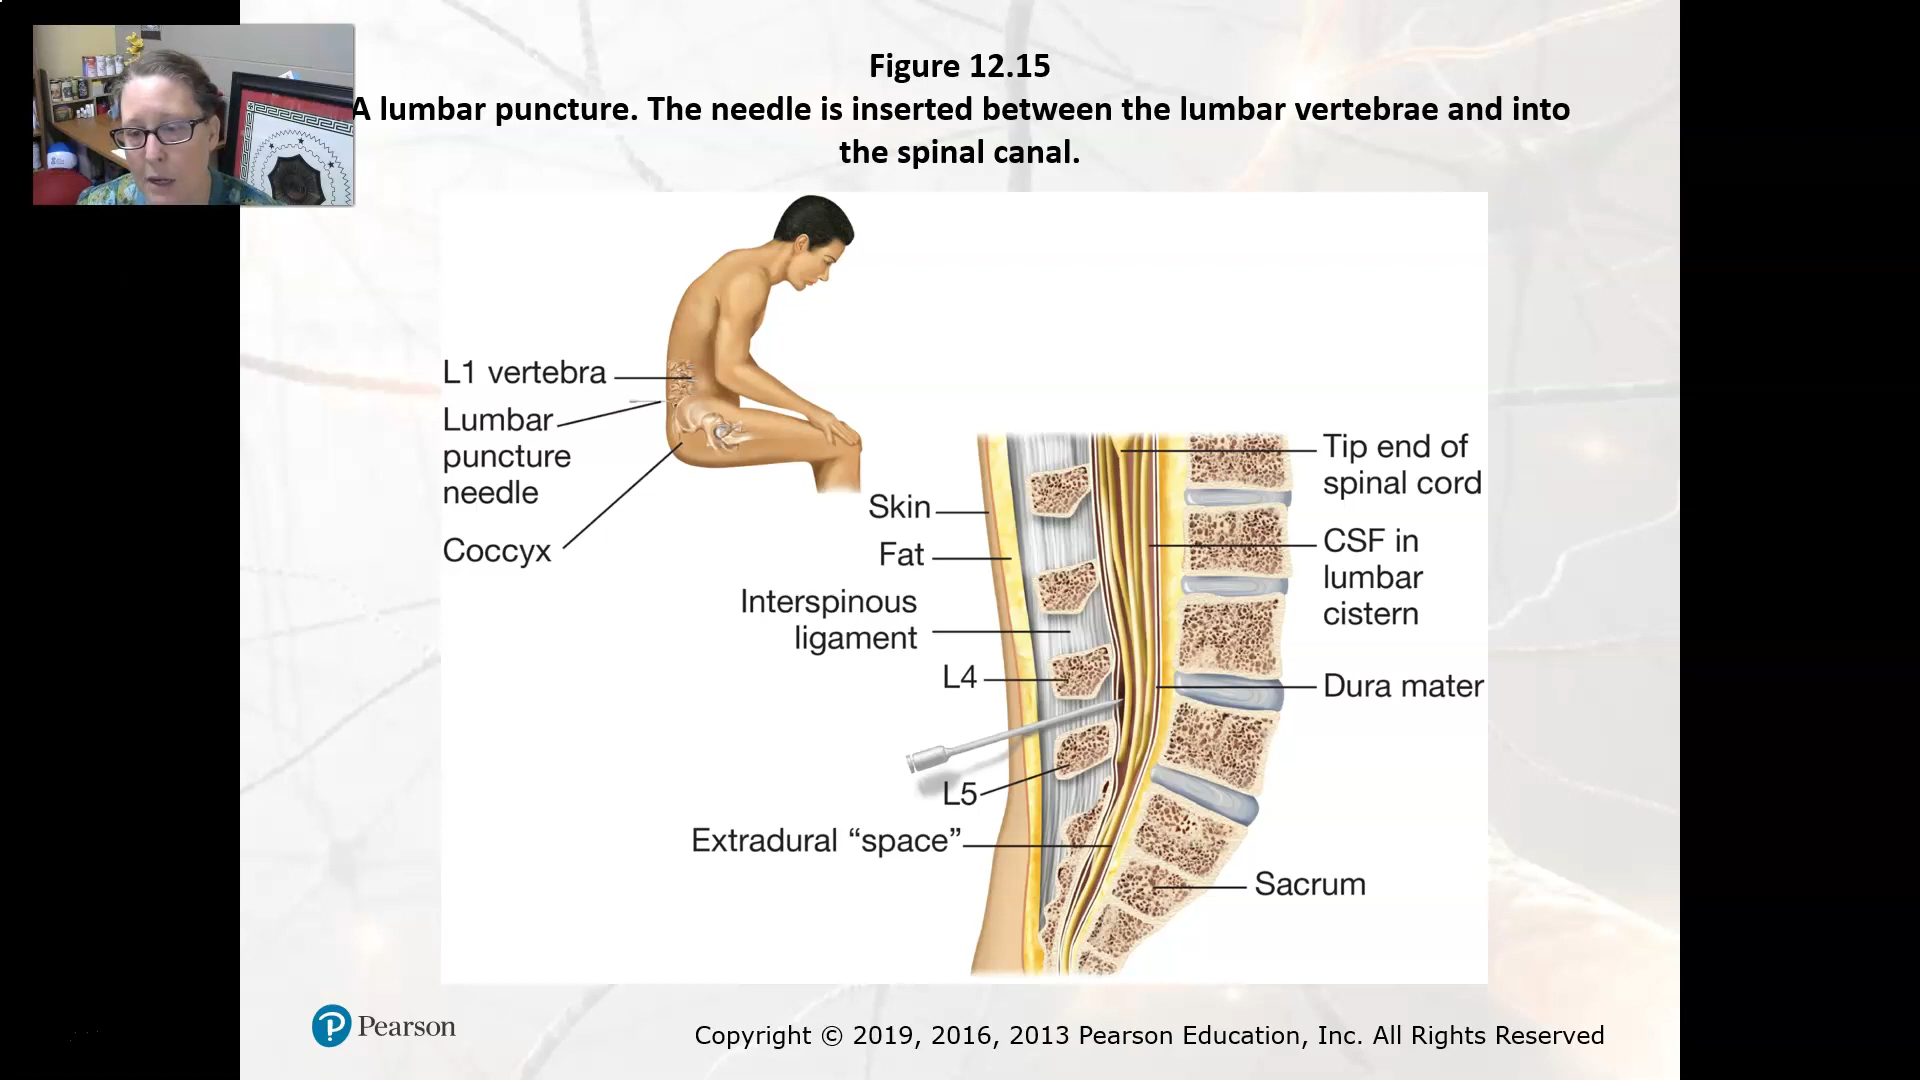 Figure 12.15
A lumbar puncture. The needle is inserted between the lumbar vertebrae and into
the spinal canal.
L1 vertebra
Lumbar
puncture
needle
Coccyx
Skin
Fat
Interspinous
ligament
L4
L5
Extradural “space”
Tip end of
spinal cord
CSF in
lumbar
cistern
Dura mater
Sacrum
Pearson
Copyright © 2019, 2016, 2013 Pearson Education, Inc. All Rights Reserved